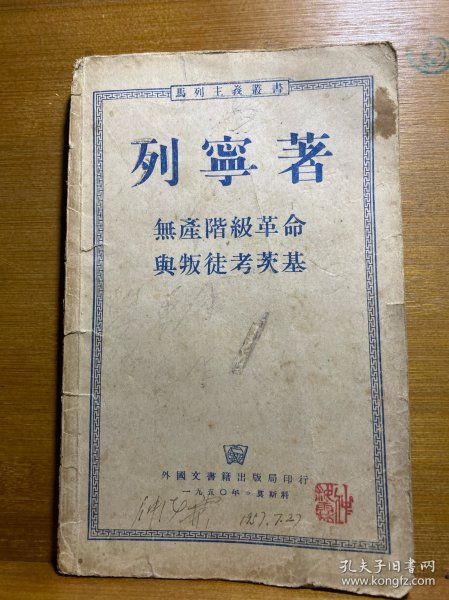 馬列主義叢書
列寧著
無產階級革命
與叛徒考茨基
外國文書籍出版局印行
一九五〇年·莫斯科
1957.7.27
孔夫子旧书网
www.kongfz.com